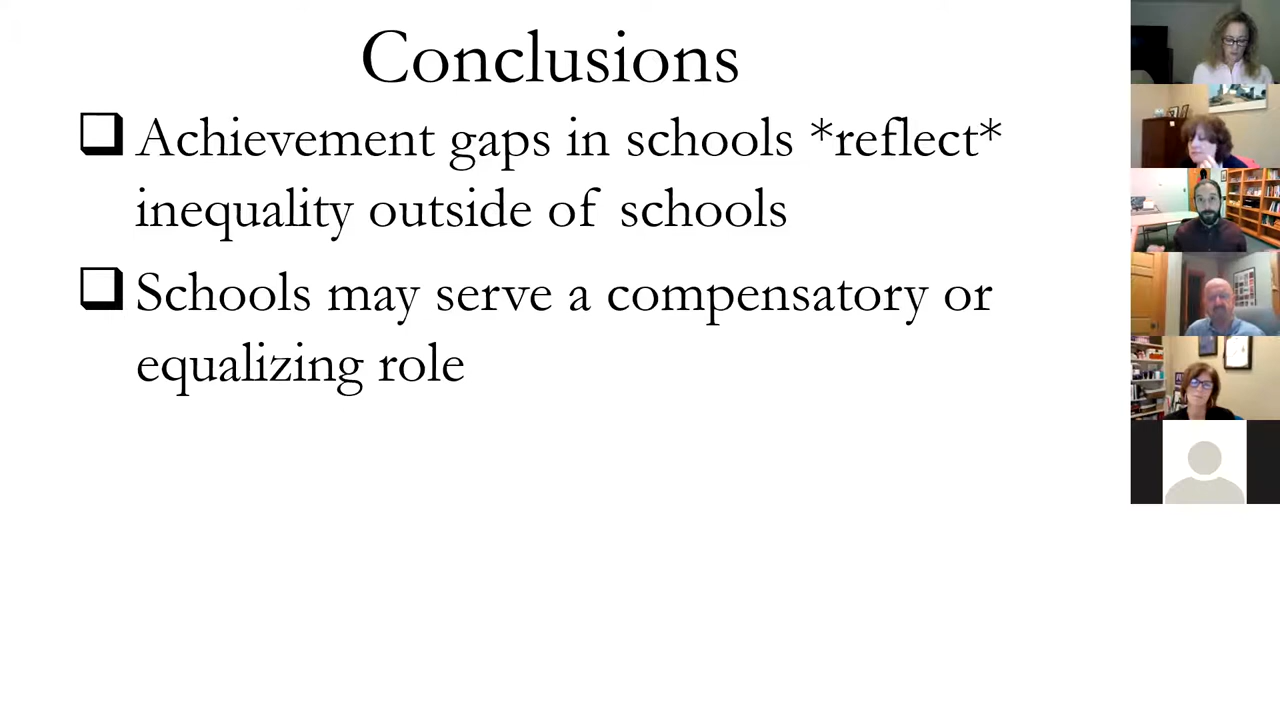 Conclusions
Achievement gaps in schools *reflect*
inequality outside of schools
Schools may serve a compensatory or
equalizing role